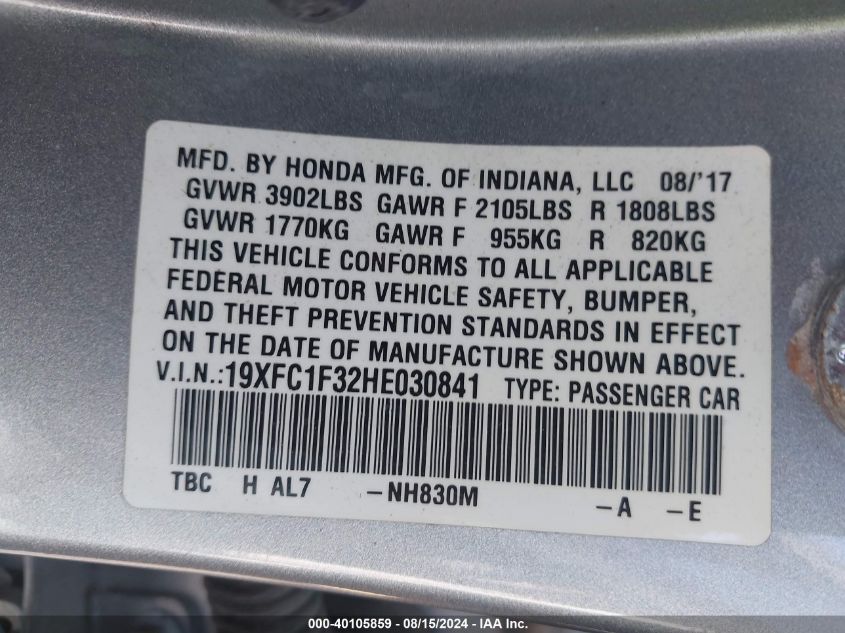 MFD. BY HONDA MFG. OF INDIANA, LLC 08/'17
GVWR 3902LBS GAWR F 2105LBS R 1808LBS
GVWR 1770KG GAWR F 955KG R 820KG
THIS VEHICLE CONFORMS TO ALL APPLICABLE
FEDERAL MOTOR VEHICLE SAFETY, BUMPER,
AND THEFT PREVENTION STANDARDS IN EFFECT
ON THE DATE OF MANUFACTURE SHOWN ABOVE.
V.I.N.:19XFC1F32HE030841 TYPE: PASSENGER CAR
TBC H AL7 -NH830M -A -E
000-40105859 - 08/15/2024 - IAA Inc.